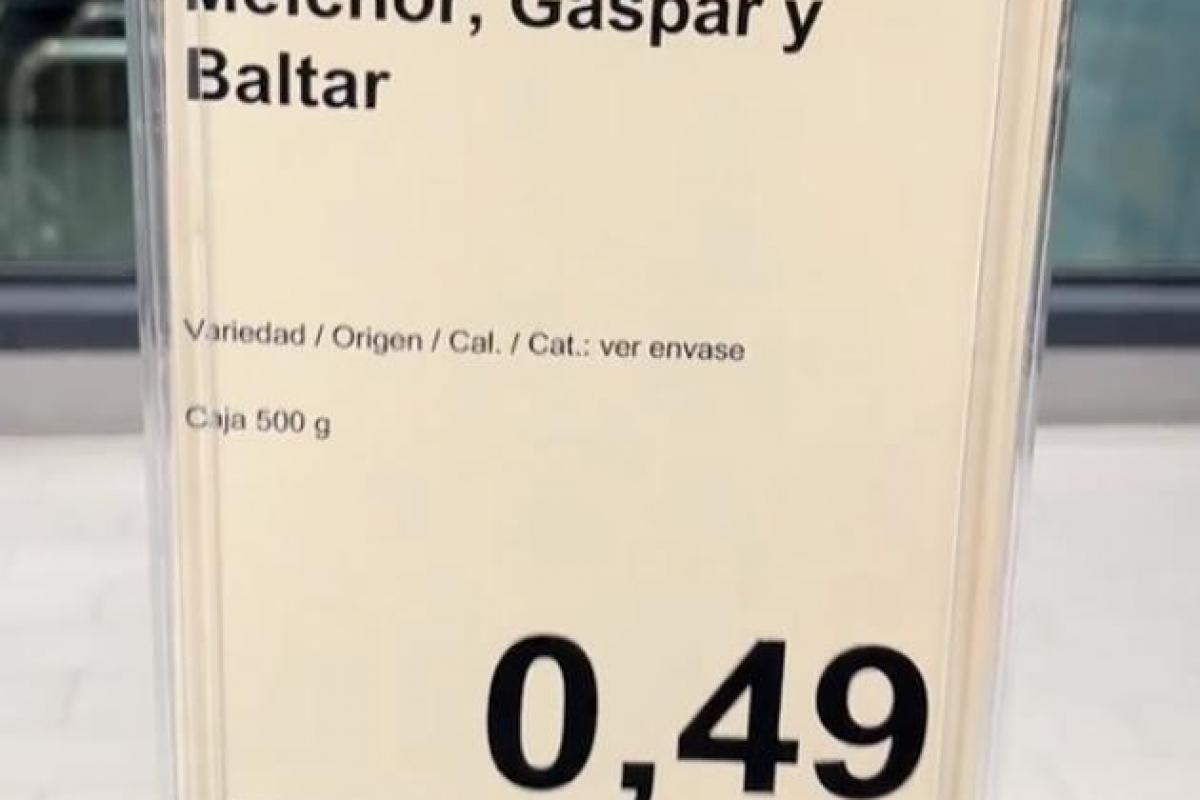 Melchor, Gaspar y
Baltar
Variedad / Origen / Cal. / Cat.: ver envase
Caja 500 g
0,49